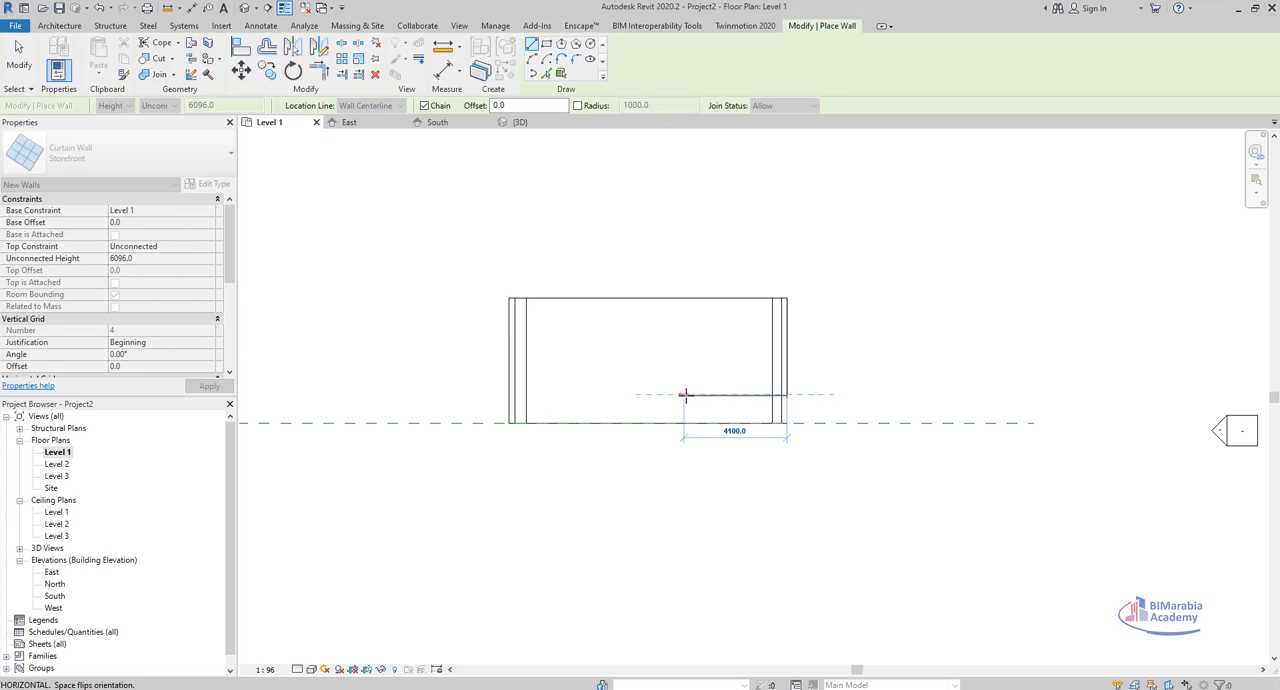 Autodesk Revit 2020.2 - Project2 - Floor Plan: Level 1
Sign In
File Architecture Structure Steel Systems Insert Annotate Analyze Massing & Site Collaborate View Manage Add-Ins Enscape™ BIM Interoperability Tools Twinmotion 2020 Modify | Place Wall
Modify Paste Cope Cut Join
Select Properties Clipboard Geometry Modify View Measure Create Draw
Modify | Place Wall Height Unconr 6096.0 Location Line: Wall Centerline Chain Offset: 0.0 Radius: 1000.0 Join Status: Allow
Properties
Level 1 East South {3D}
Curtain Wall
Storefront
New Walls Edit Type
Constraints
Base Constraint Level 1
Base Offset 0.0
Base is Attached
Top Constraint Unconnected
Unconnected Height 6096.0
Top Offset 0.0
Top is Attached
Room Bounding
Related to Mass
Vertical Grid
Number 4
Justification Beginning
Angle 0.00°
Offset 0.0
Properties help Apply
Project Browser - Project2
Views (all)
Structural Plans
Floor Plans
Level 1
Level 2
Level 3
Site
Ceiling Plans
Level 1
Level 2
Level 3
3D Views
Elevations (Building Elevation)
East
North
South
West
Legends
Schedules/Quantities (all)
Sheets (all)
Families
Groups
4100.0
BIMarabia
Academy
1 : 96
HORIZONTAL. Space flips orientation.
:0 Main Model :0